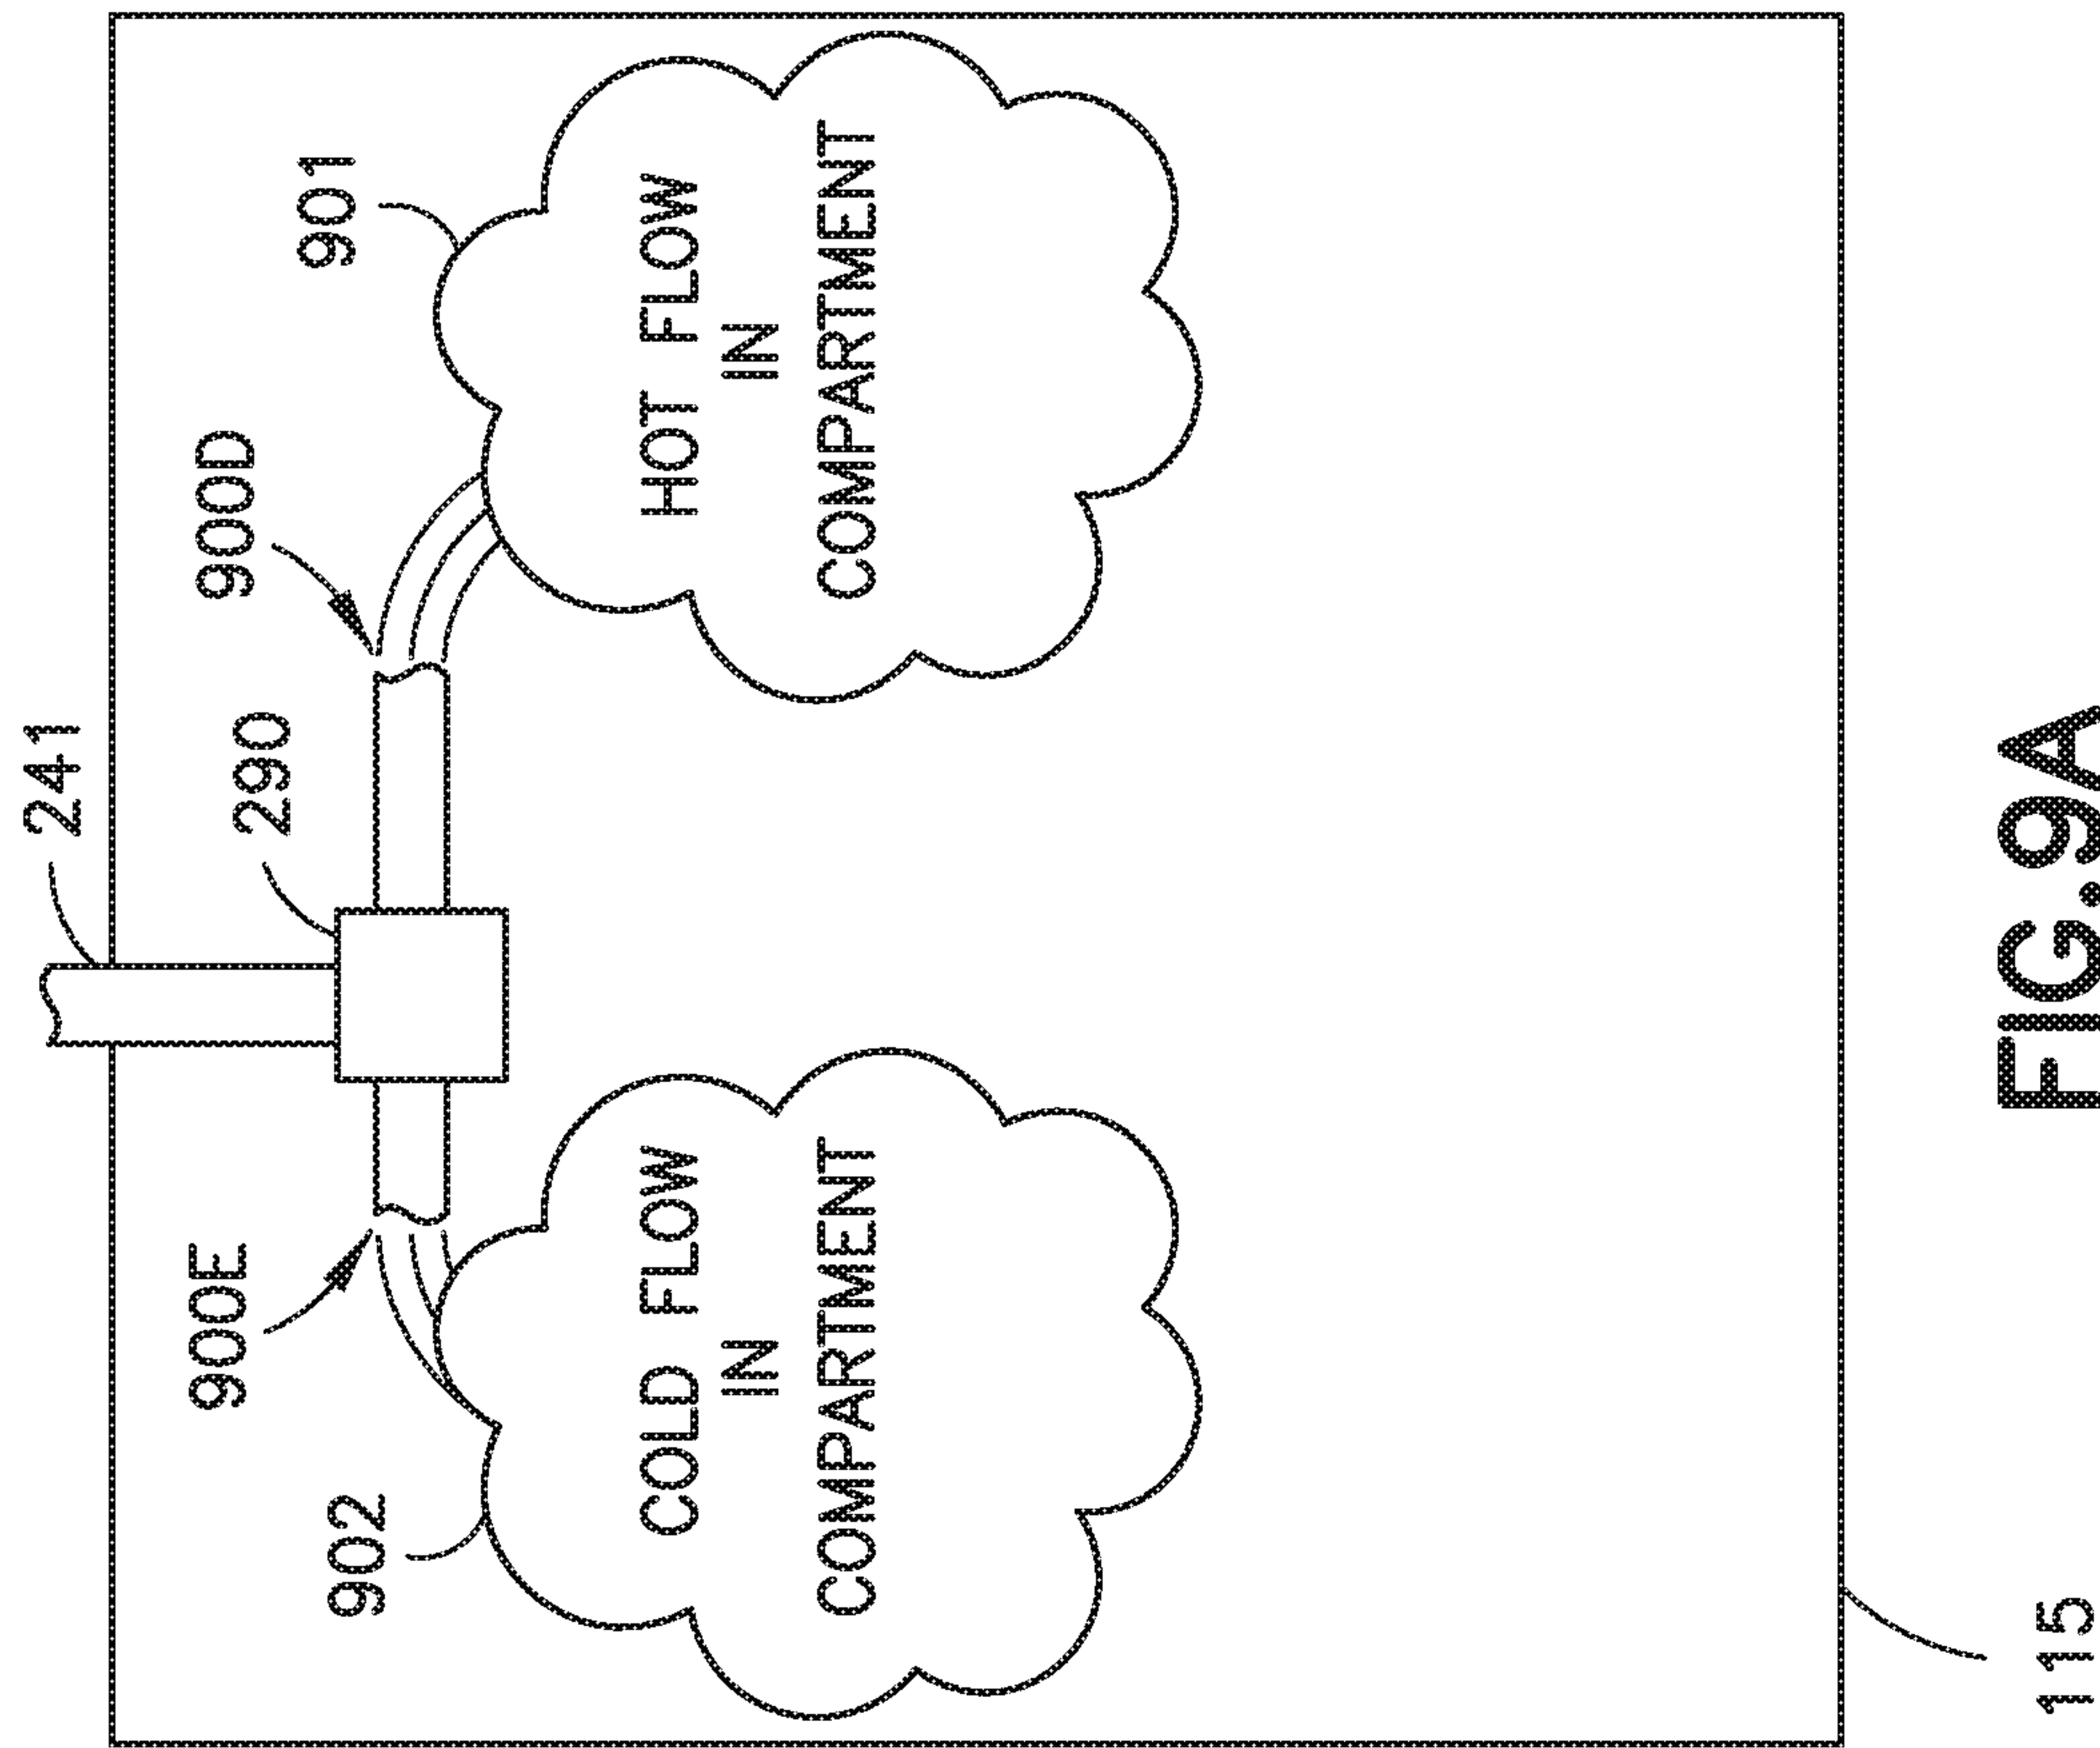 241
900E
290
900D
902
901
COLD FLOW
IN
COMPARTMENT
HOT FLOW
IN
COMPARTMENT
115
FIG.9A